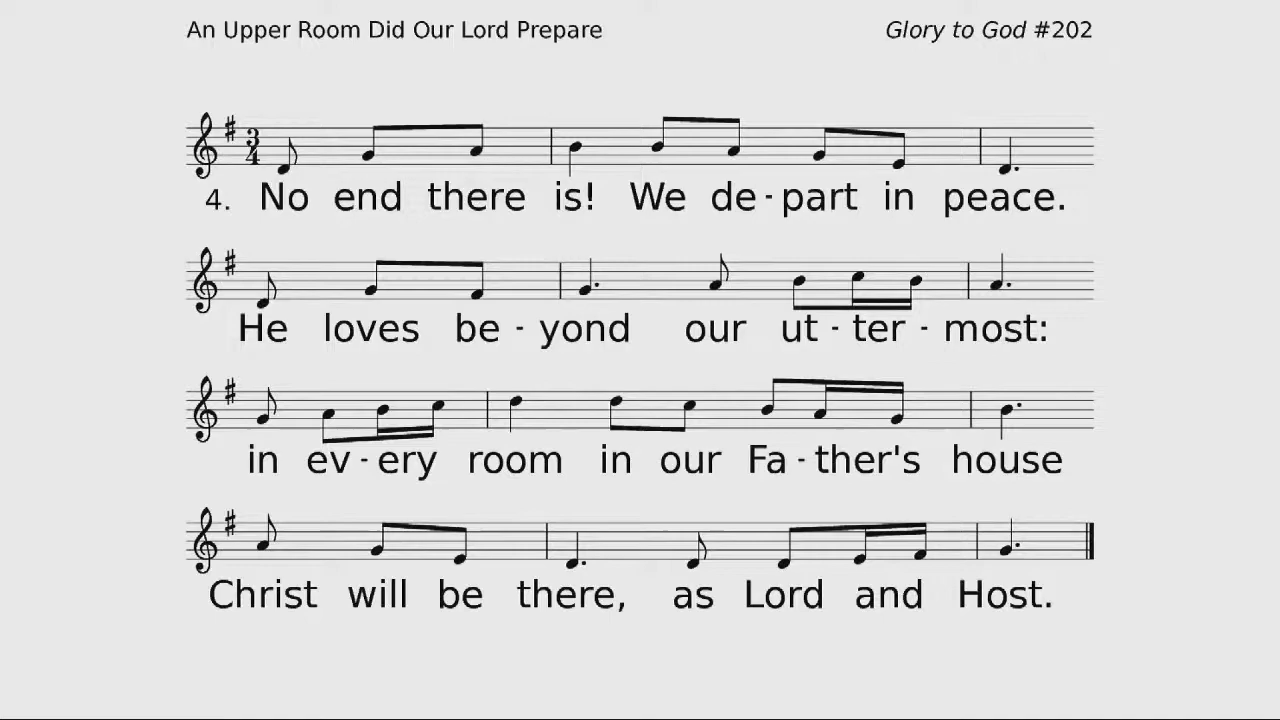 An Upper Room Did Our Lord Prepare Glory to God #202
3
4
4. No end there is! We de-part in peace.
He loves be-yond our ut-ter-most:
in ev-ery room in our Fa-ther's house
Christ will be there, as Lord and Host.